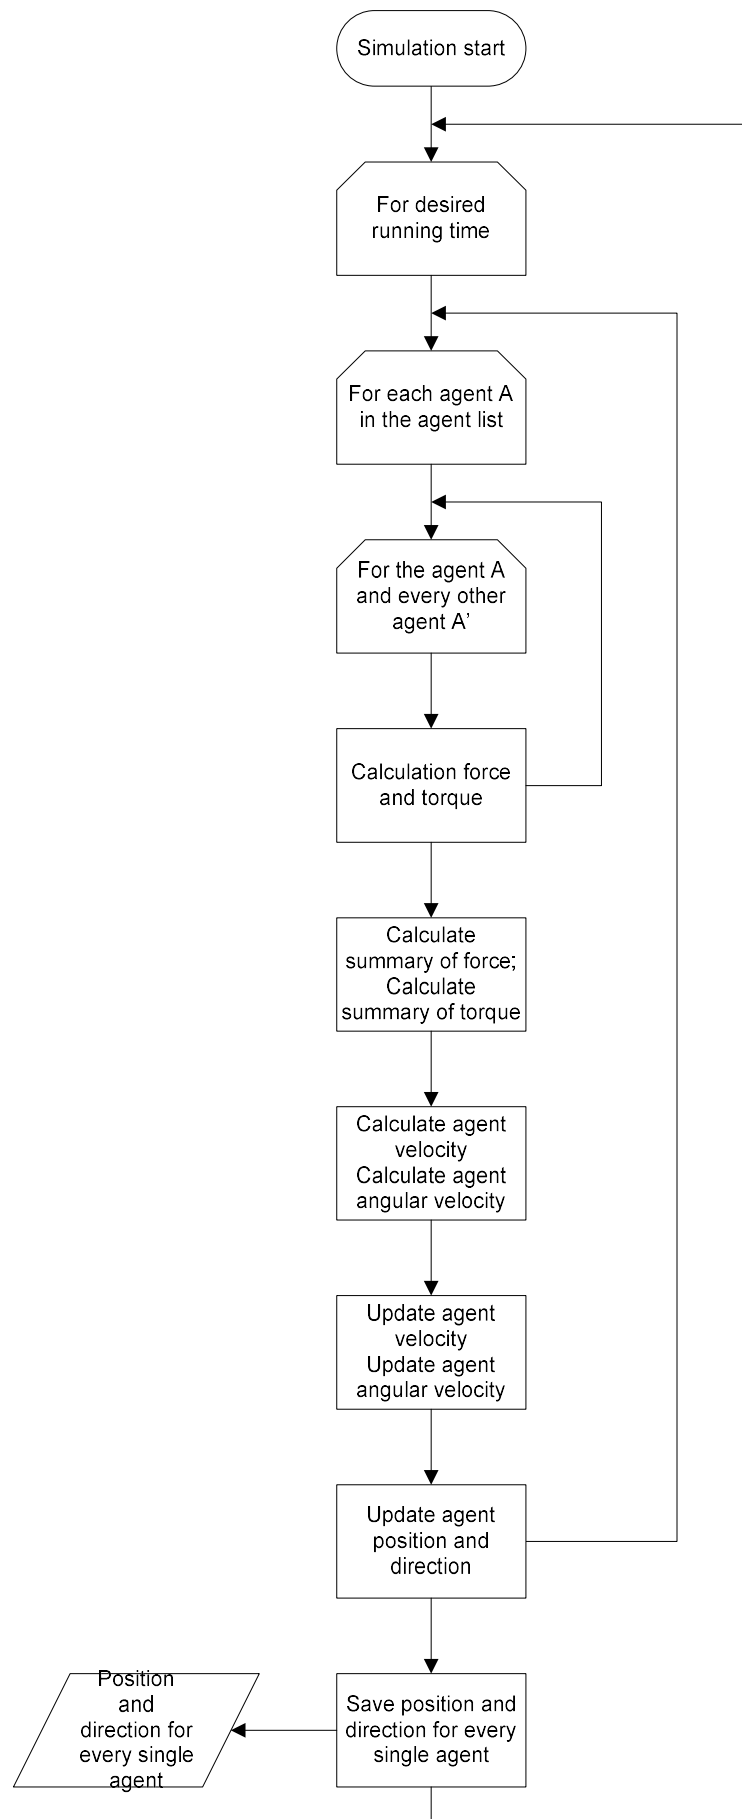 Simulation start
For desired
running time
For each agent A
in the agent list
For the agent A
and every other
agent A’
Calculation force
and torque
Calculate
summary of force;
Calculate
summary of torque
Calculate agent
velocity
Calculate agent
angular velocity
Update agent
velocity
Update agent
angular velocity
Update agent
position and
direction
Position
and
direction for
every single
agent
Save position and
direction for every
single agent